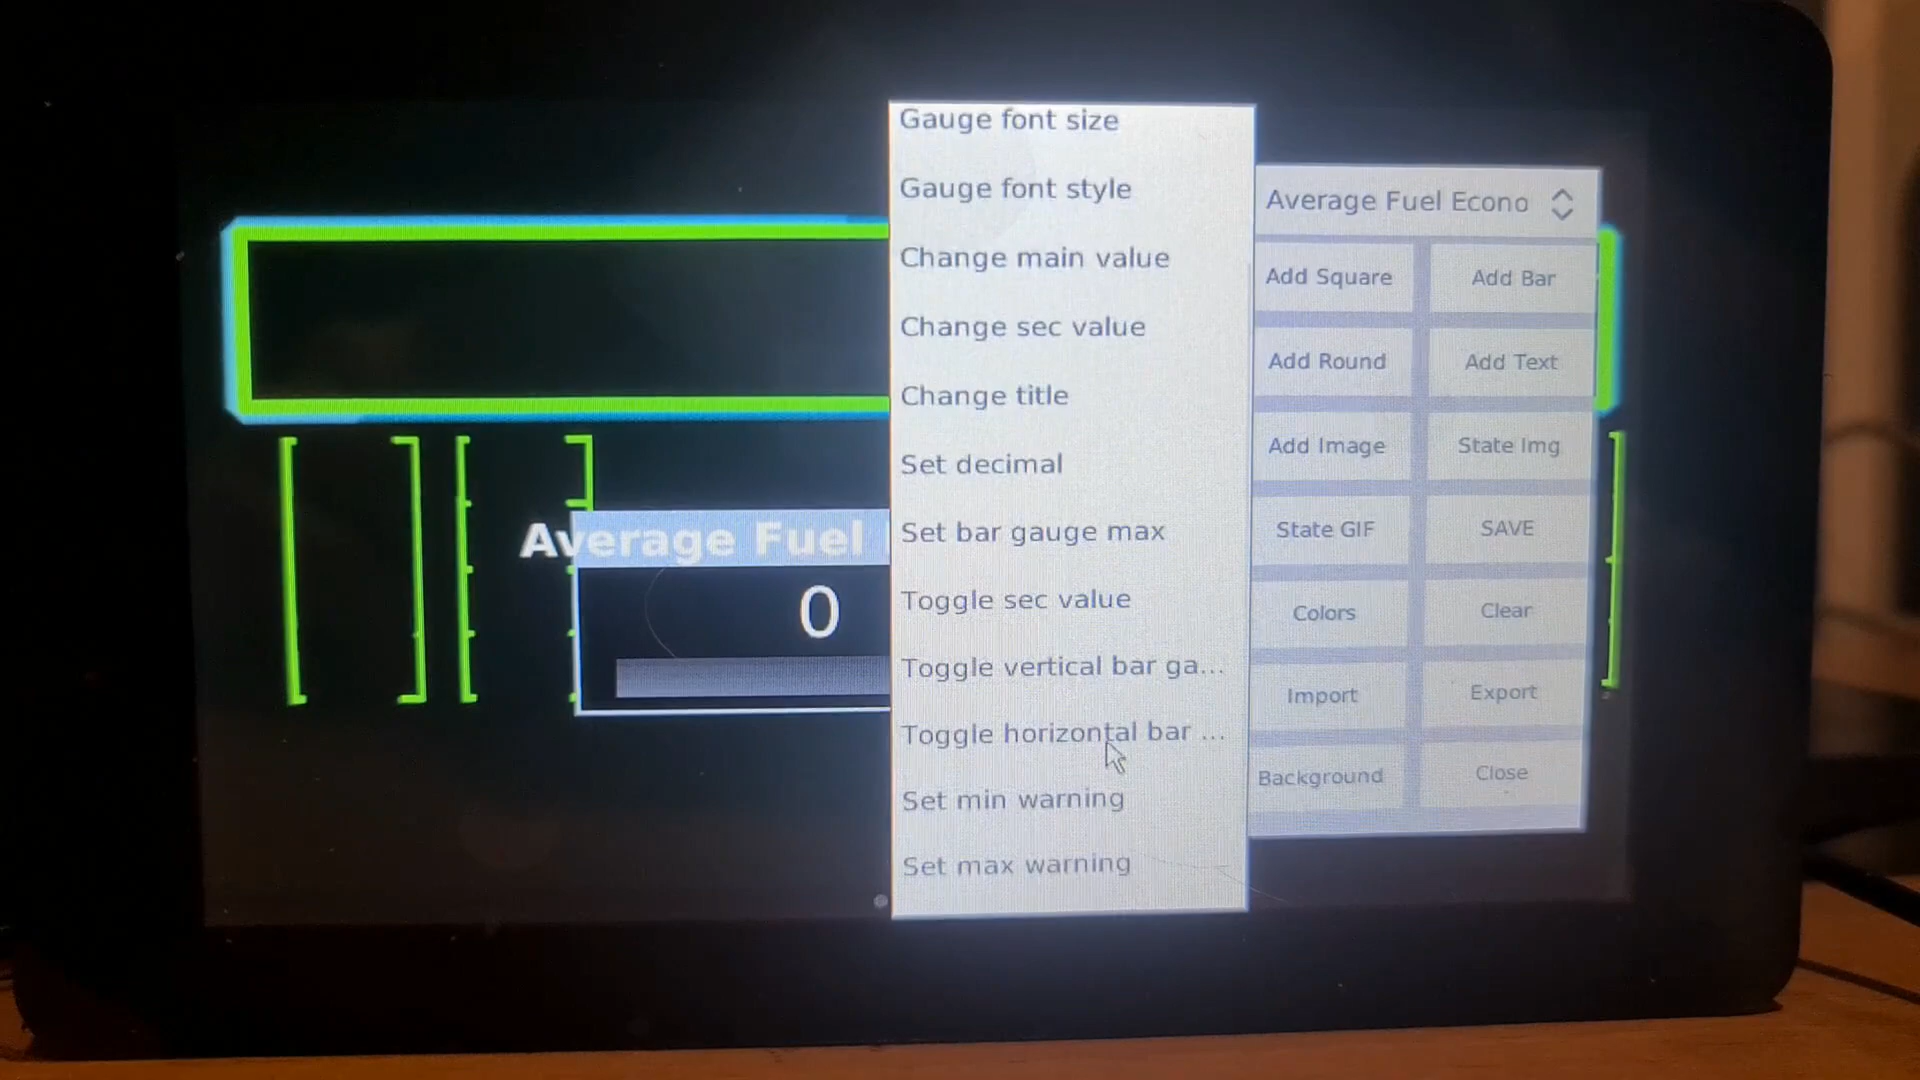 Gauge font size
Gauge font style
Change main value
Change sec value
Change title
Set decimal
Set bar gauge max
Toggle sec value
Toggle vertical bar ga...
Toggle horizontal bar ...
Set min warning
Set max warning
Average Fuel Econo
Add Square
Add Bar
Add Round
Add Text
Add Image
State Img
State GIF
SAVE
Colors
Clear
Import
Export
Background
Close
Average Fuel
0